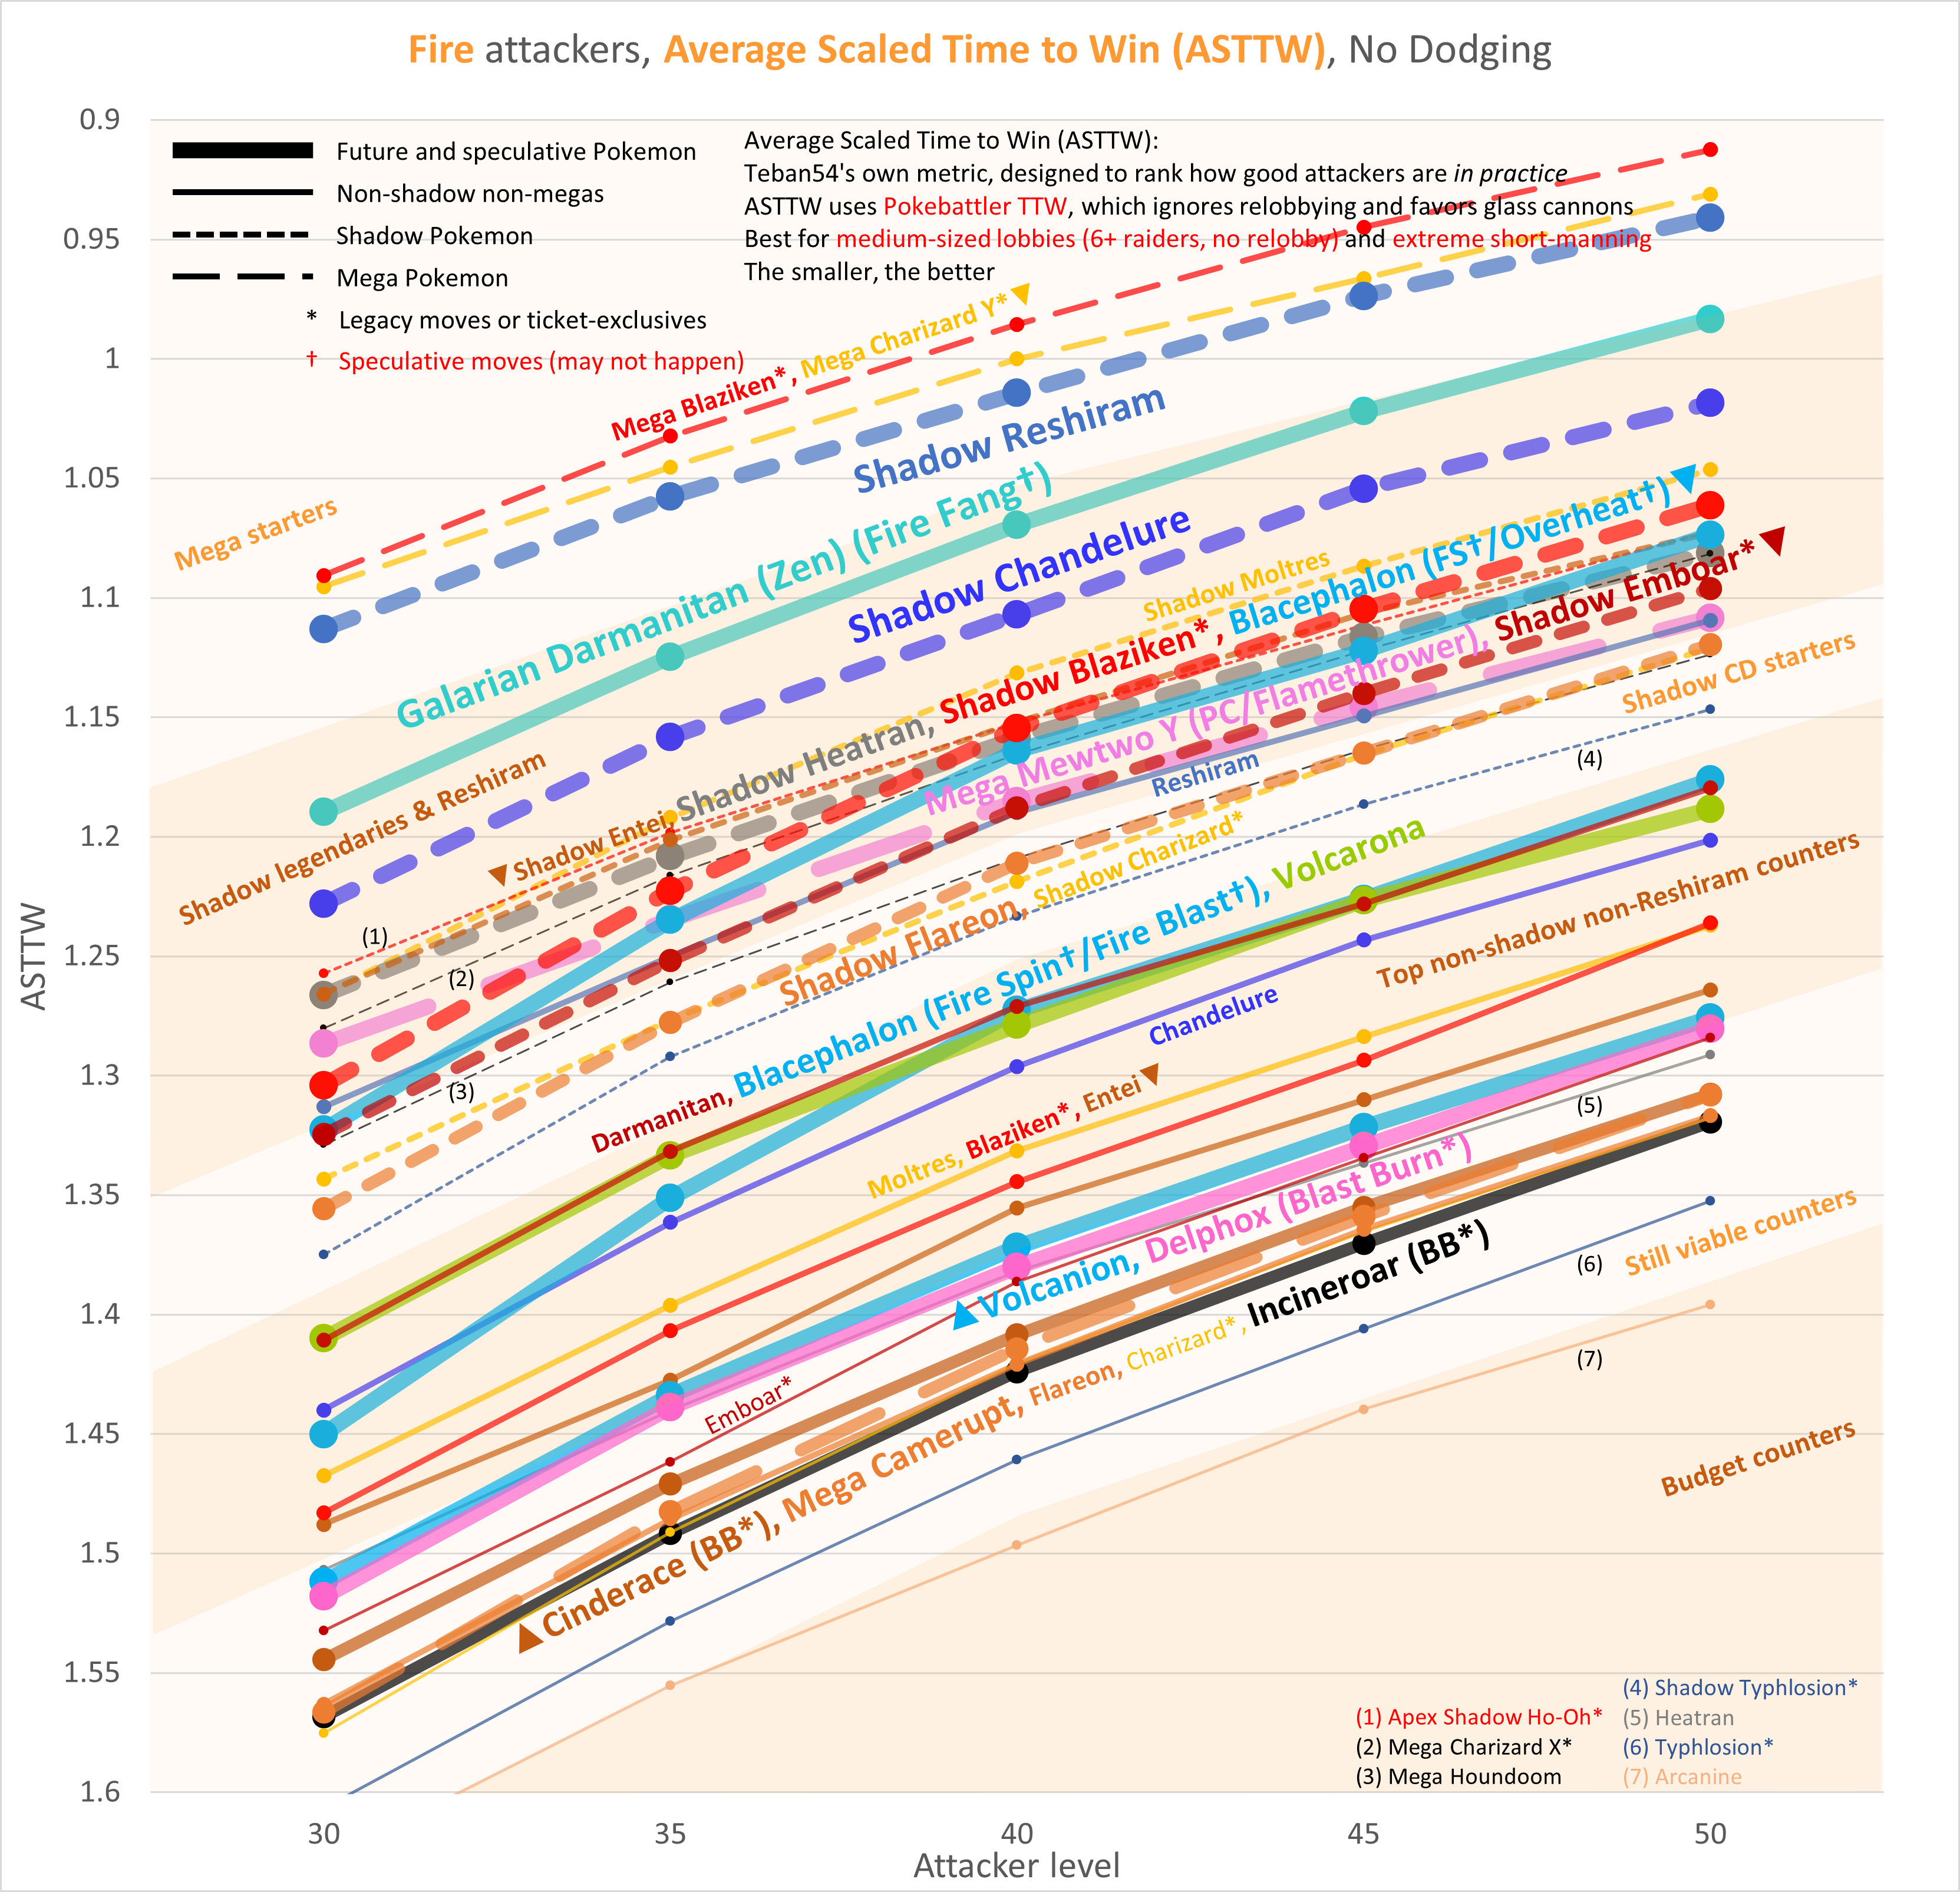 Fire attackers, Average Scaled Time to Win (ASTTW), No Dodging
0.9
0.95
1
1.05
1.1
1.15
1.2
1.25
1.3
1.35
1.4
1.45
1.5
1.55
1.6
ASTTW
Future and speculative Pokemon
Non-shadow non-megas
Shadow Pokemon
Mega Pokemon
* Legacy moves or ticket-exclusives
† Speculative moves (may not happen)
Average Scaled Time to Win (ASTTW):
Teban54's own metric, designed to rank how good attackers are in practice
ASTTW uses Pokebattler TTW, which ignores relobbying and favors glass cannons
Best for medium-sized lobbies (6+ raiders, no relobby) and extreme short-manning
The smaller, the better
Mega Blaziken*, Mega Charizard Y*
Shadow Reshiram
Mega starters
Galarian Darmanitan (Zen) (Fire Fang†)
Shadow Chandelure
Shadow Moltres
Shadow legendaries & Reshiram
Shadow Entei, Shadow Heatran, Shadow Blaziken*, Blacephalon (FS†/Overheat†)
Mega Mewtwo Y (PC/Flamethrower), Shadow Emboar*
Reshiram
Shadow CD starters
(1)
(2)
(3)
(4)
Shadow Flareon, Shadow Charizard*
Darmanitan, Blacephalon (Fire Spin†/Fire Blast†), Volcarona
Chandelure
Top non-shadow non-Reshiram counters
Moltres, Blaziken*, Entei
(5)
Volcanion, Delphox (Blast Burn*)
Emboar*
Still viable counters
(6)
Cinderace (BB*), Mega Camerupt, Flareon, Charizard*, Incineroar (BB*)
(7)
Budget counters
(1) Apex Shadow Ho-Oh*
(2) Mega Charizard X*
(3) Mega Houndoom
(4) Shadow Typhlosion*
(5) Heatran
(6) Typhlosion*
(7) Arcanine
30
35
40
45
50
Attacker level